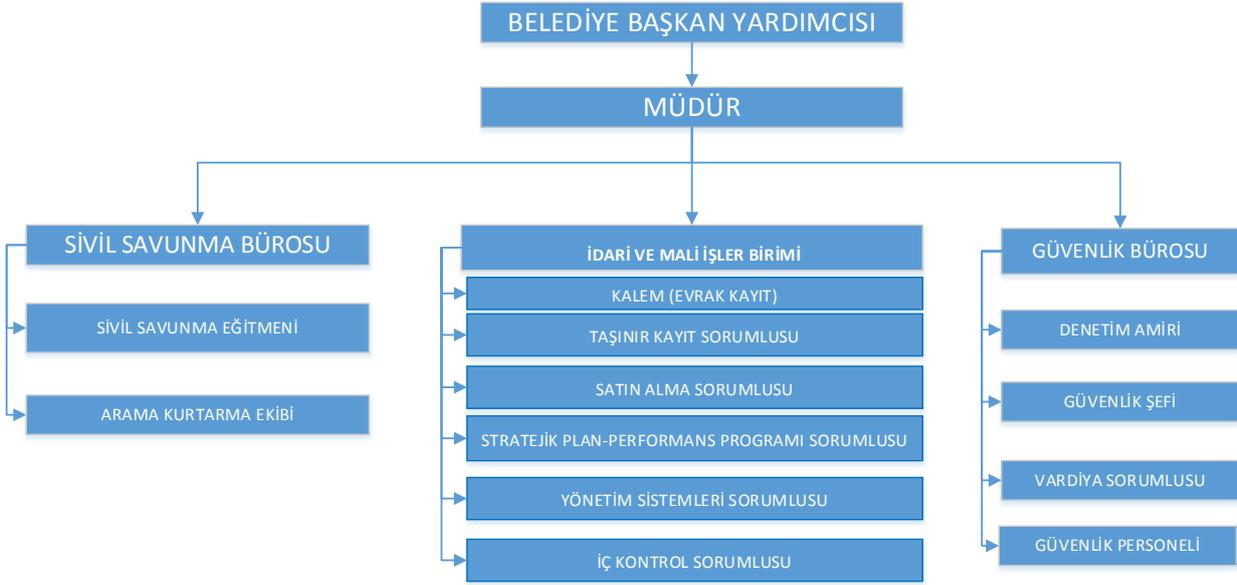 BELEDİYE BAŞKAN YARDIMCISI
MÜDÜR
SİVİL SAVUNMA BÜROSU
SİVİL SAVUNMA EĞİTMENİ
ARAMA KURTARMA EKİBİ
İDARİ VE MALİ İŞLER BİRİMİ
KALEM (EVRAK KAYIT)
TAŞINIR KAYIT SORUMLUSU
SATIN ALMA SORUMLUSU
STRATEJİK PLAN-PERFORMANS PROGRAMI SORUMLUSU
YÖNETİM SİSTEMLERİ SORUMLUSU
İÇ KONTROL SORUMLUSU
GÜVENLİK BÜROSU
DENETİM AMİRİ
GÜVENLİK ŞEFİ
VARDİYA SORUMLUSU
GÜVENLİK PERSONELİ